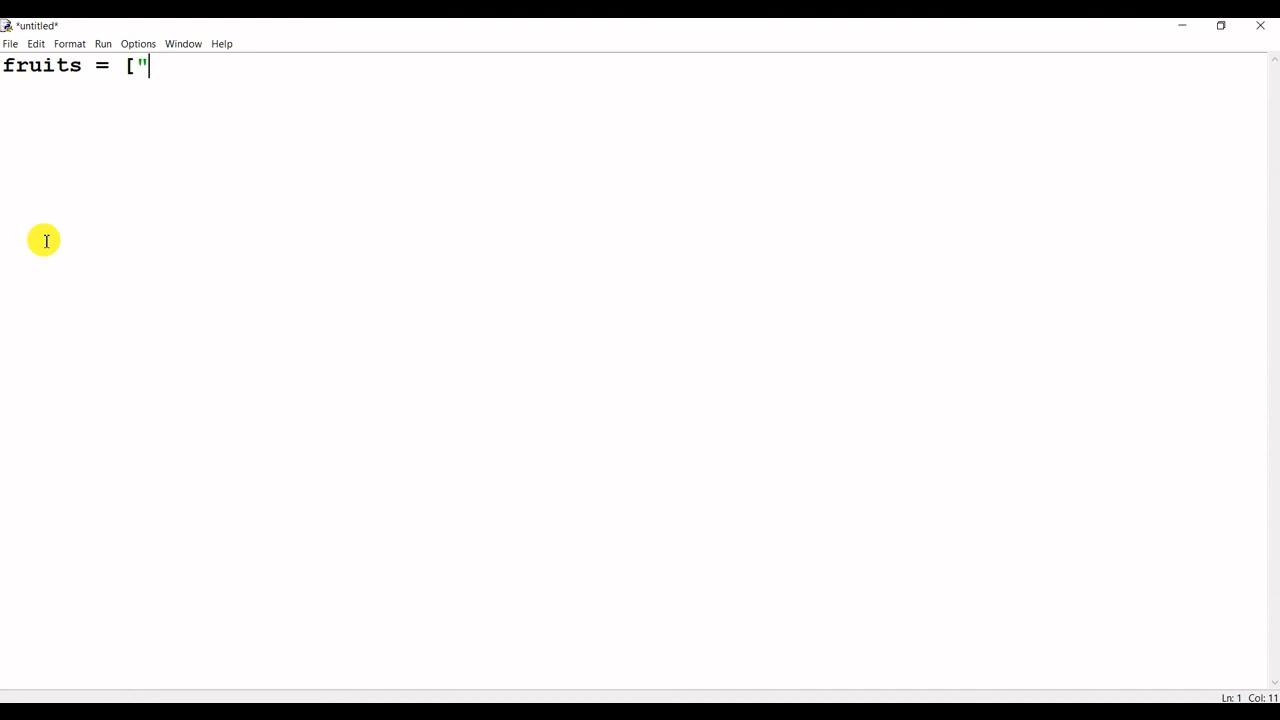 *untitled*
File Edit Format Run Options Window Help
fruits = ["
Ln: 1 Col: 11